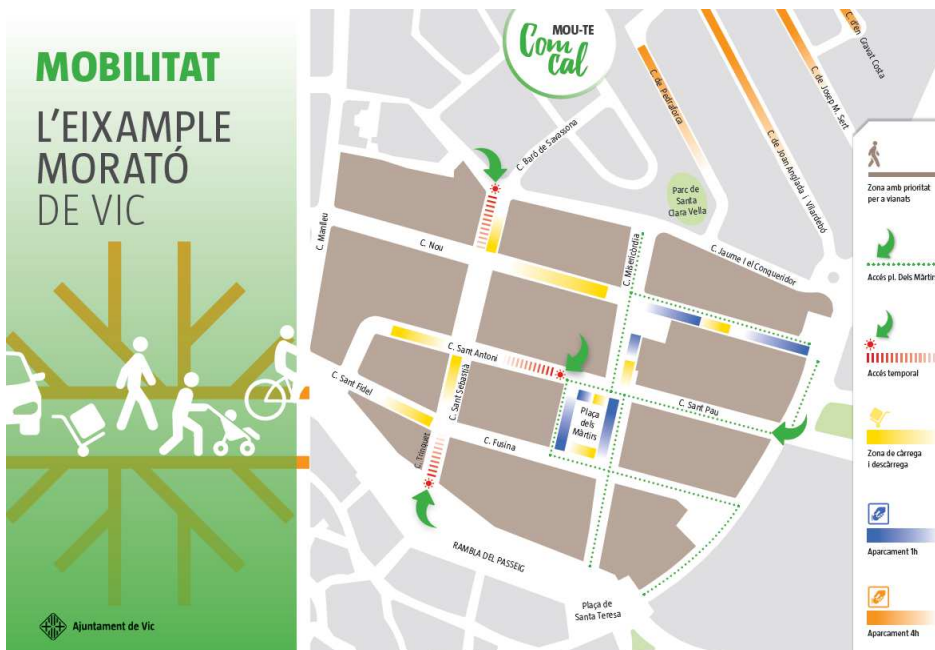 MOBILITAT
L'EIXAMPLE
MORATÓ
DE VIC
Ajuntament de Vic
MOU-TE
Com
cal
C. d'en Gravat Costa
C. de Pedraforca
C. de Josep M. Sert
C. de Joan Anglada i Vilardebó
C. Baró de Savassona
Parc de
Santa
Clara Vella
C. Manlleu
C. Nou
C. Misericòrdia
C. Jaume I el Conqueridor
C. Sant Antoni
C. Sant Sebastià
C. Sant Fidel
C. Sant Pau
Plaça
dels
Màrtirs
C. Trinquet
C. Fusina
RAMBLA DEL PASSEIG
Plaça de
Santa Teresa
Zona amb prioritat
per a vianats
Accés pl. Dels Màrtirs
Accés temporal
Zona de càrrega
i descàrrega
Aparcament 1h
Aparcament 4h